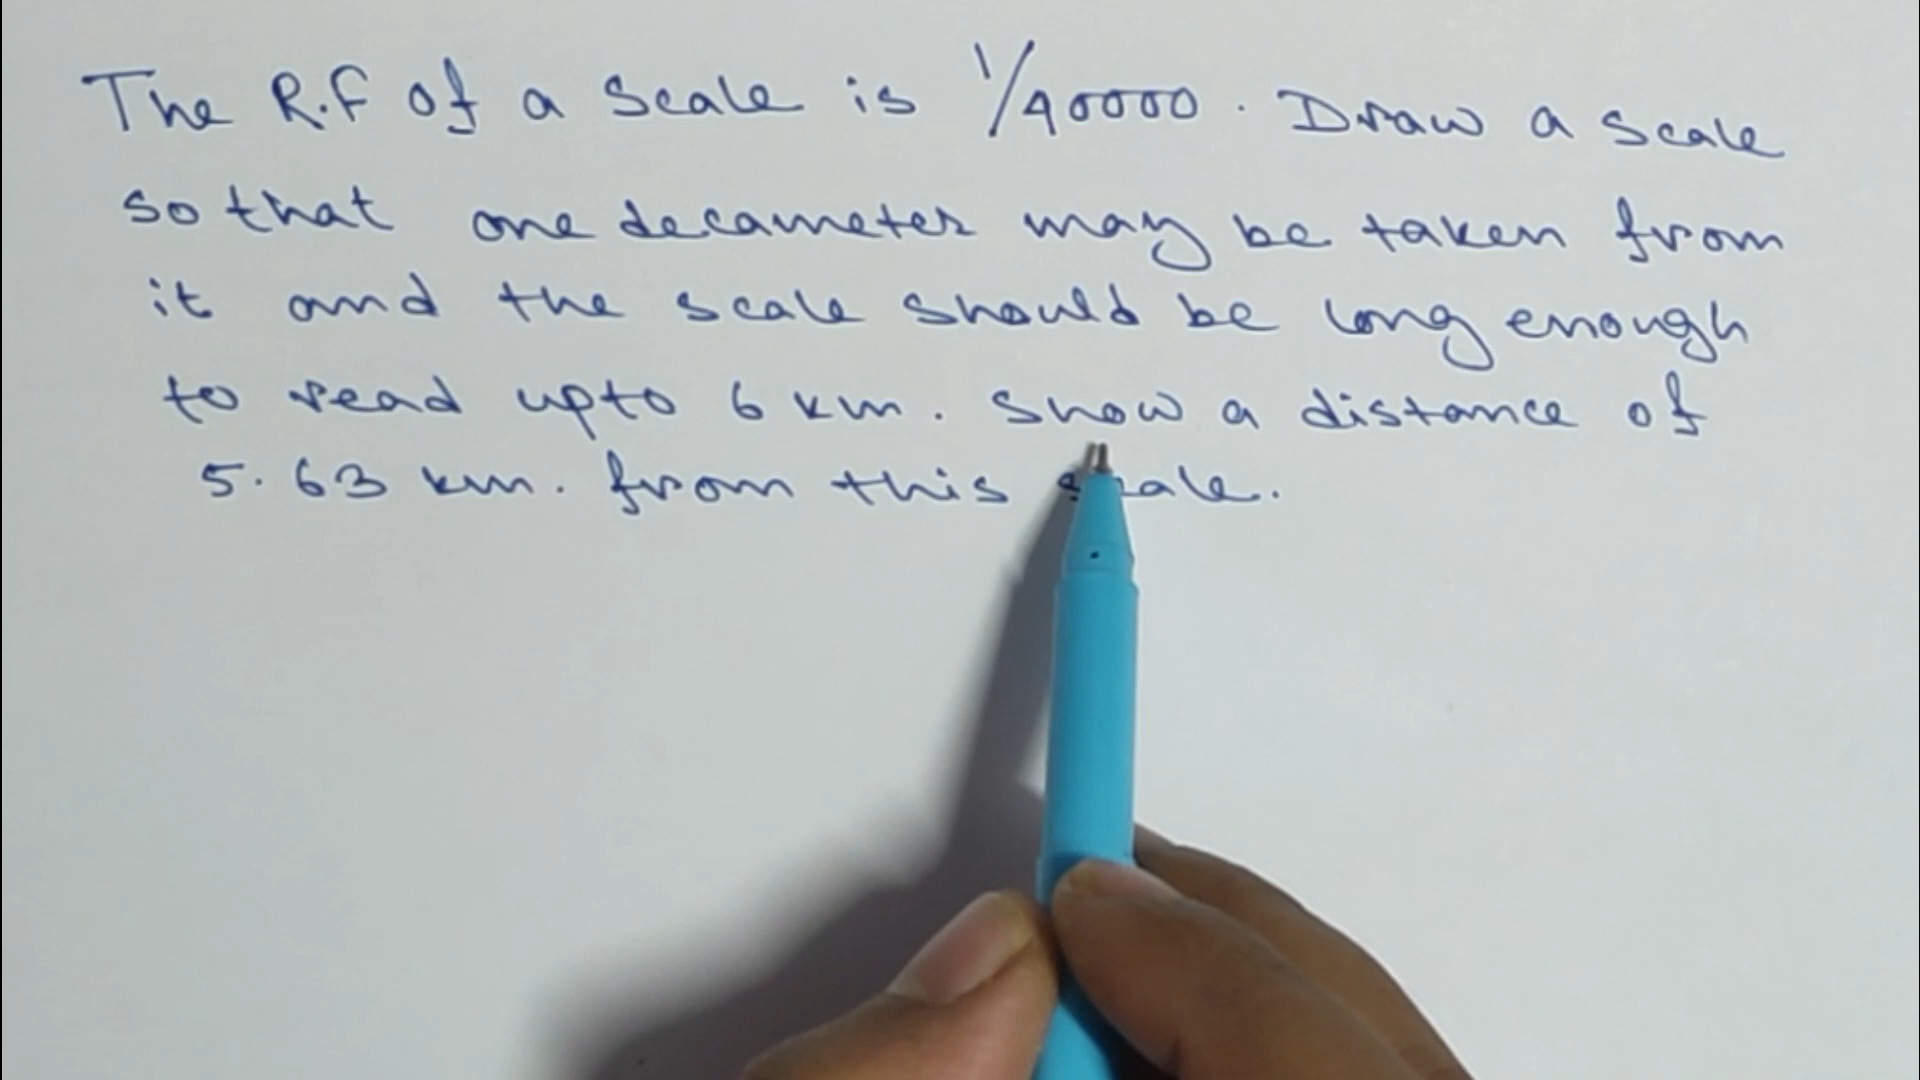 The R.F of a scale is 1/40000. Draw a scale
so that one decameter may be taken from
it and the scale should be long enough
to read upto 6 km. Show a distance of
5.63 km. from this scale.